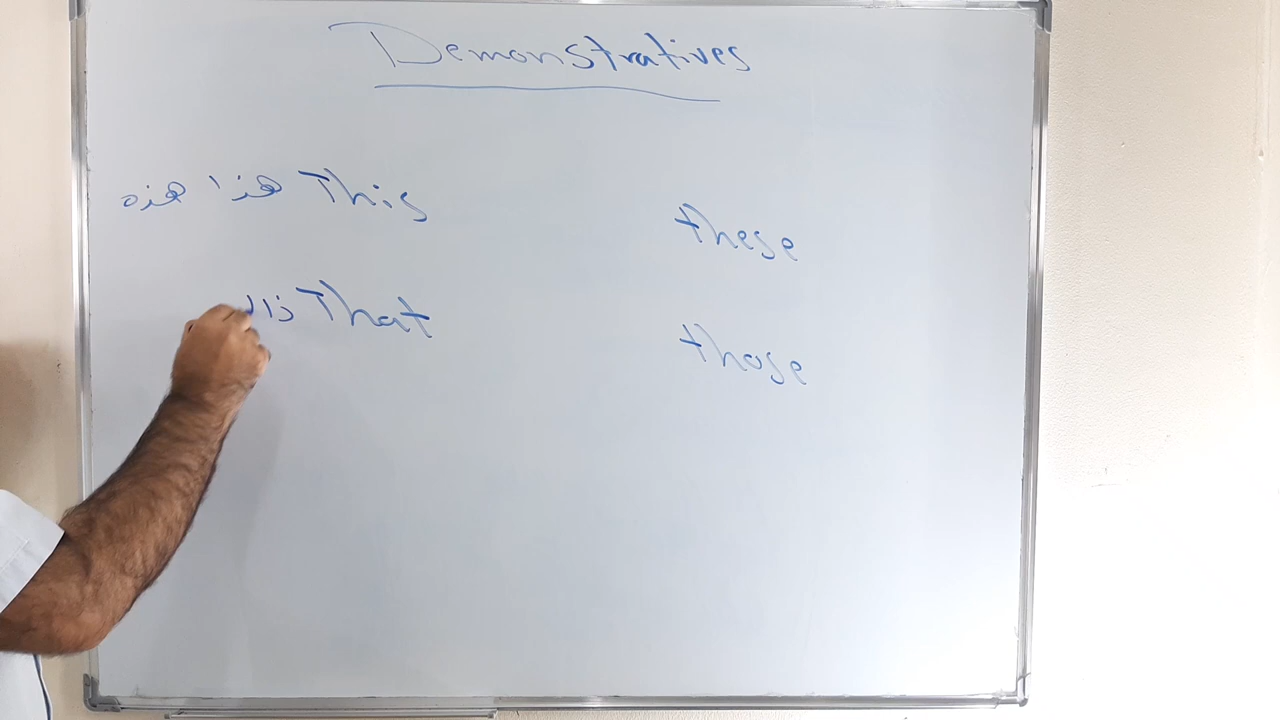 Demonstratives
This هذا هذه
these
That
those